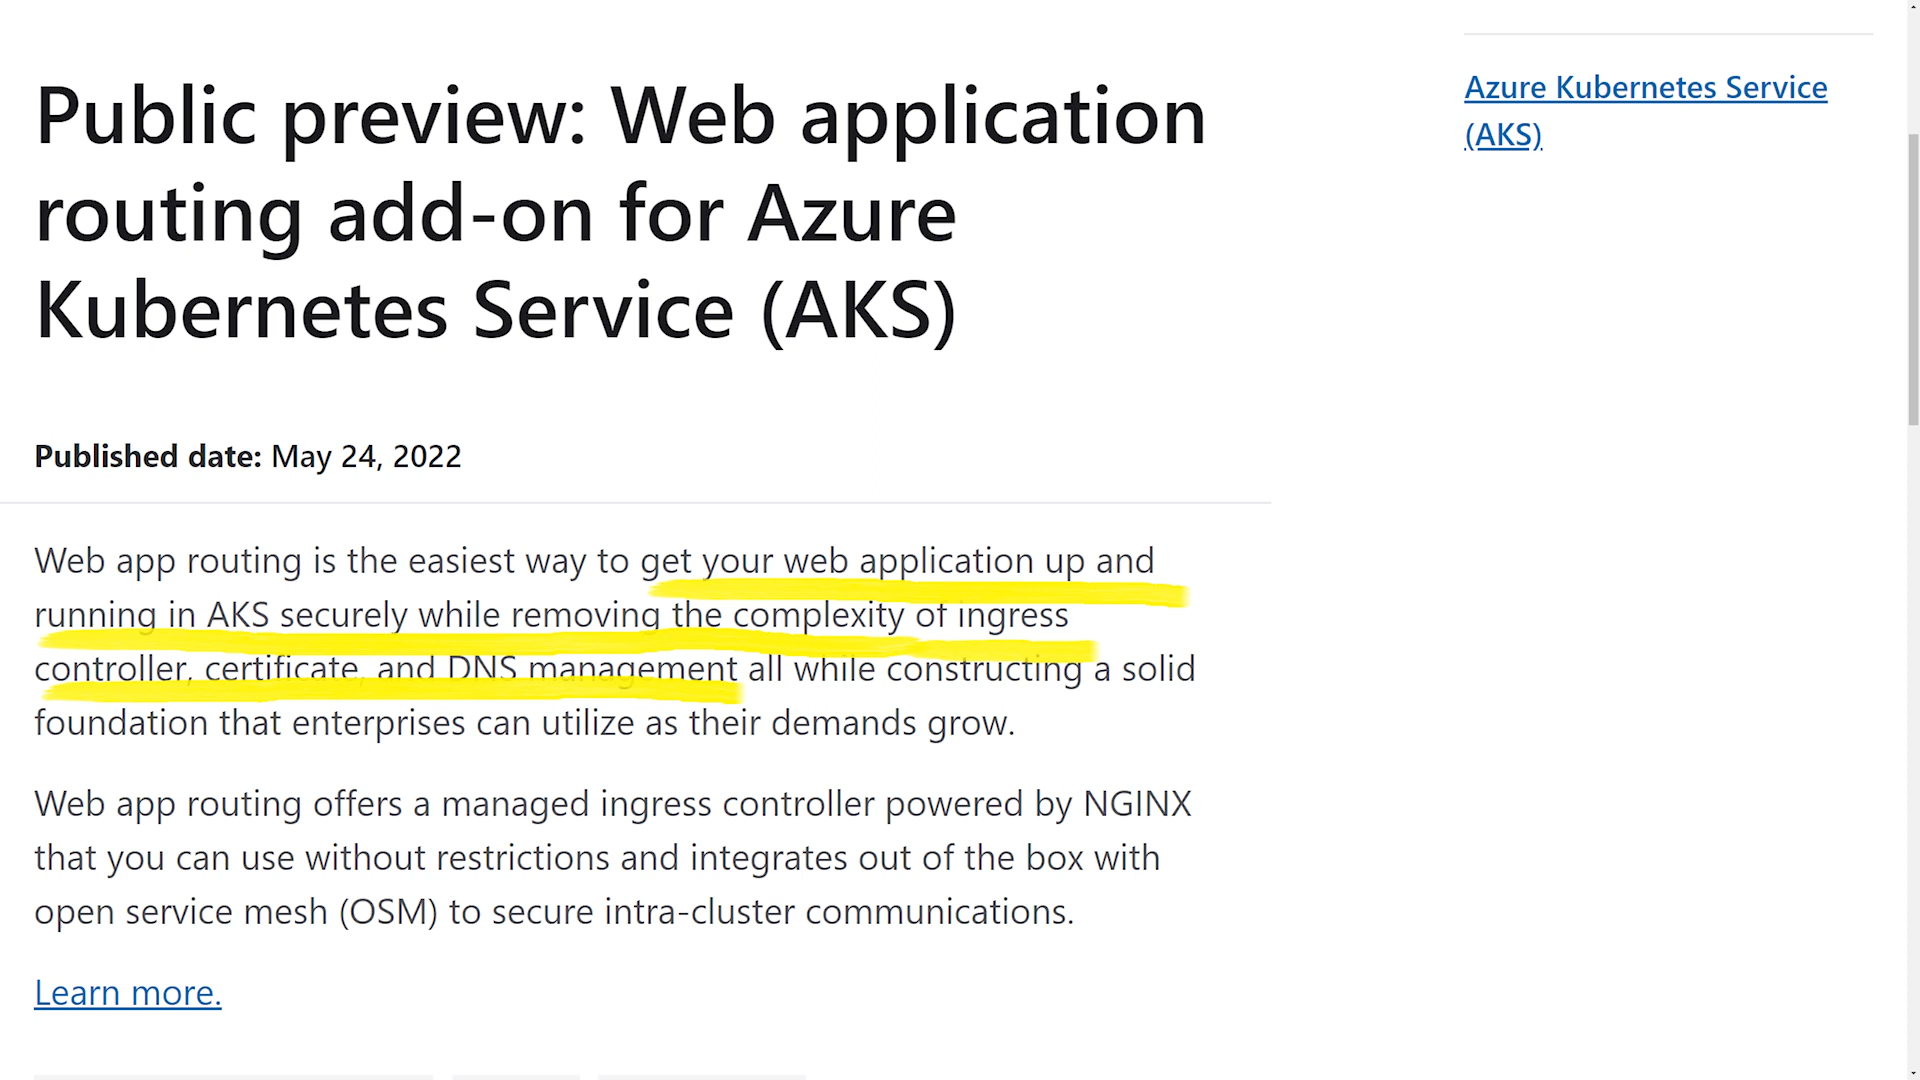 Public preview: Web application
routing add-on for Azure
Kubernetes Service (AKS)
Azure Kubernetes Service
(AKS)
Published date: May 24, 2022
Web app routing is the easiest way to get your web application up and
running in AKS securely while removing the complexity of ingress
controller, certificate, and DNS management all while constructing a solid
foundation that enterprises can utilize as their demands grow.
Web app routing offers a managed ingress controller powered by NGINX
that you can use without restrictions and integrates out of the box with
open service mesh (OSM) to secure intra-cluster communications.
Learn more.